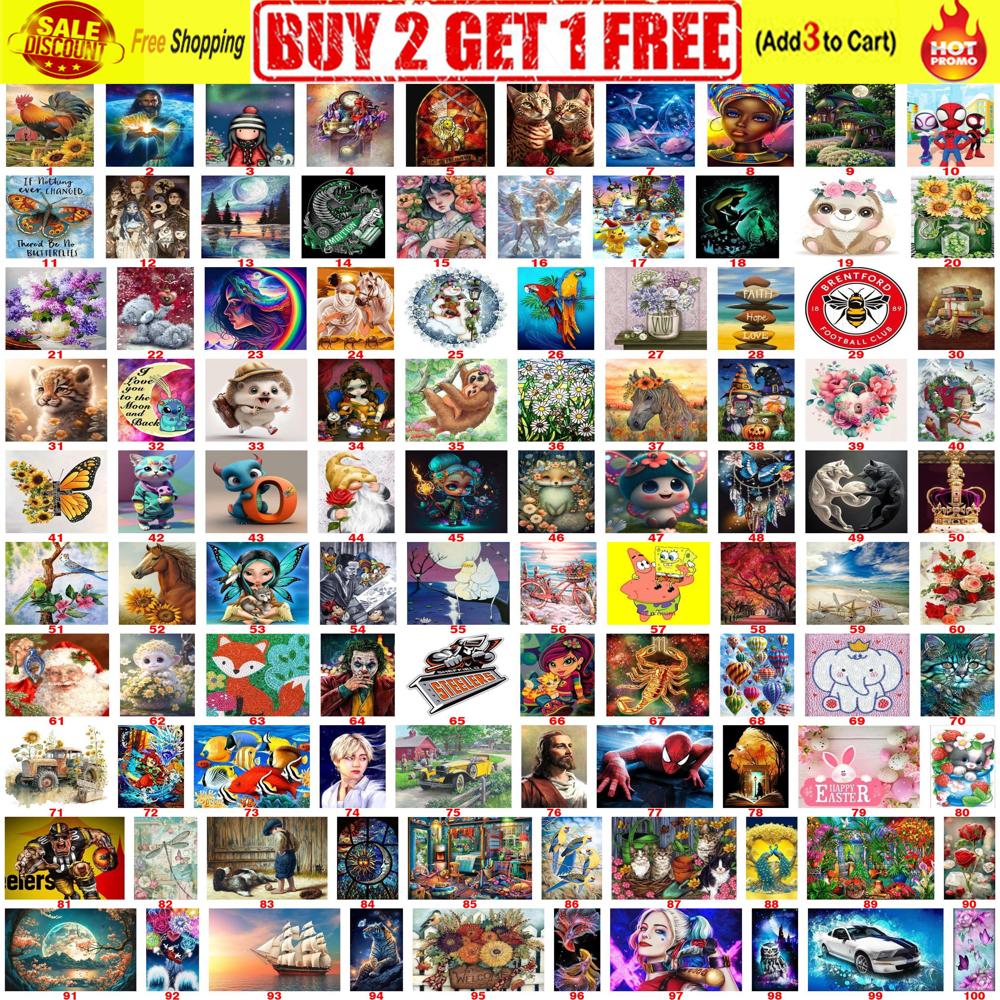 SALE
DISCOUNT
Free Shopping
BUY 2 GET 1 FREE
(Add 3 to Cart)
HOT
PROMO
1 2 3 4 5 6 7 8 9 10
IF Nothing
ever CHANGED
There'd Be No
BUTTERFLIES
AMBITION
11 12 13 14 15 16 17 18 19 20
FAITH
Hope
LOVE
BRENTFORD
18 89
FOOTBALL CLUB
21 22 23 24 25 26 27 28 29 30
I
Love
you
to the
Moon
and
Back
31 32 33 34 35 36 37 38 39 40
O
41 42 43 44 45 46 47 48 49 50
51 52 53 54 55 56 57 58 59 60
STEELERS
61 62 63 64 65 66 67 68 69 70
HAPPY
EASTER
71 72 73 74 75 76 77 78 79 80
elers
81 82 83 84 85 86 87 88 89 90
WELCOME
91 92 93 94 95 96 97 98 99 100